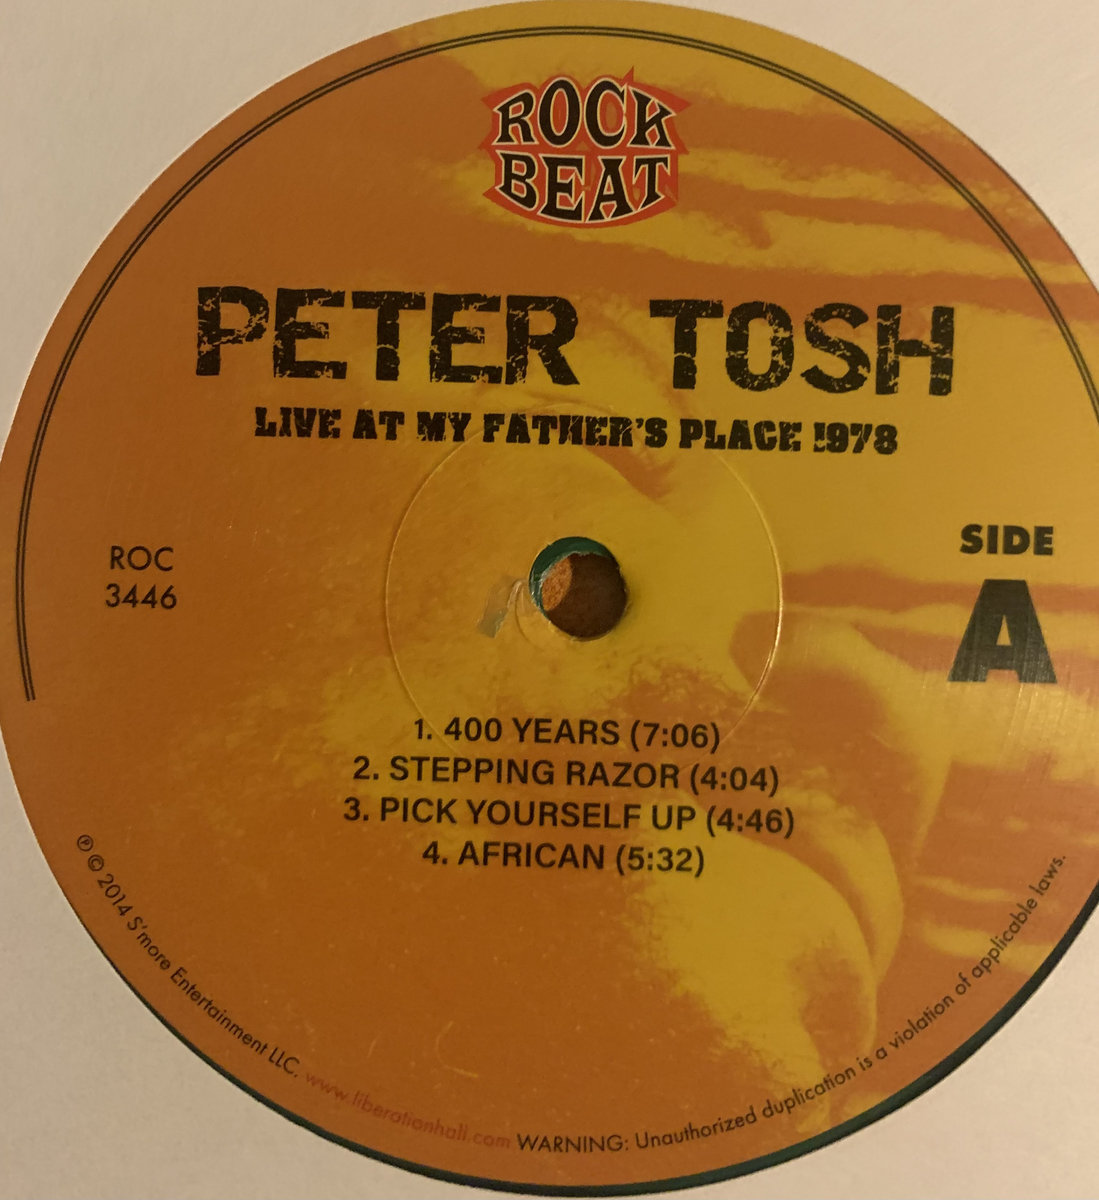 ROCK
BEAT
PETER TOSH
LIVE AT MY FATHER'S PLACE 1978
ROC
3446
SIDE
A
1. 400 YEARS (7:06)
2. STEPPING RAZOR (4:04)
3. PICK YOURSELF UP (4:46)
4. AFRICAN (5:32)
℗ © 2014 S'more Entertainment LLC. www.liberationhall.com WARNING: Unauthorized duplication is a violation of applicable laws.